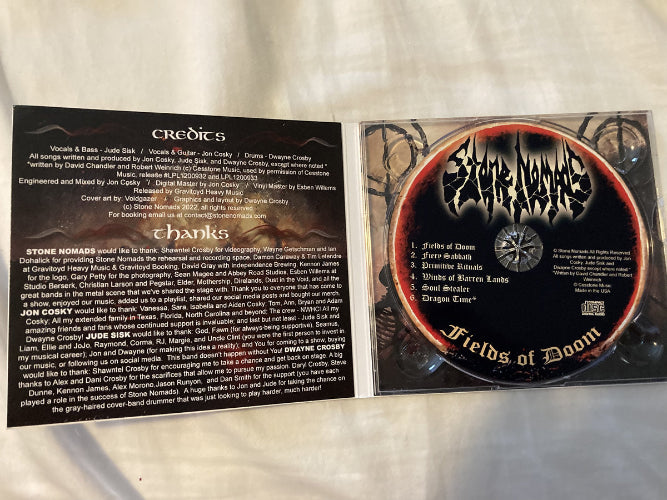 CREDITS
Vocals & Bass - Jude Sisk / Vocals & Guitar - Jon Cosky / Drums - Dwayne Crosby
All songs written and produced by Jon Cosky, Jude Sisk, and Dwayne Crosby, except where noted *
*written by David Chandler and Robert Weinrich (c) Cesstone Music, used by permission of Cesstone
Music, release #LPL1200932 and LPL1200933
Engineered and Mixed by Jon Cosky / Digital Master by Jon Cosky / Vinyl Master by Esben Willems
Released by Gravitoyd Heavy Music
Cover art by: Voidgazer + Graphics and layout by Dwayne Crosby
(c) Stone Nomads 2022, all rights reserved
For booking email us at contact@stonenomads.com
THANKS
STONE NOMADS would like to thank: Shawntel Crosby for videography, Wayne Getschman and Ian
Dohalick for providing Stone Nomads the rehearsal and recording space, Damon Caraway & Tim Lefendre
at Gravitoyd Heavy Music & Gravitoyd Booking, David Gray with Independence Brewing, Kennon James
for the logo, Gary Petty for the photography, Sean Magee and Abbey Road Studios, Esben Willems at
Studio Berserk, Christian Larson and Pegstar, Elder, Mothership, Direlands, Dust in the Void, and all the
great bands in the metal scene that we've shared the stage with. Thank you to everyone that has come to
a show, enjoyed our music, added us to a playlist, shared our social media posts and bought our merch.
JON COSKY would like to thank: Vanessa, Sara, Isabella and Aiden Cosky, Tom, Ann, Bryan and Adam
Cosky; All my extended family in Texas, Florida, North Carolina and beyond; The crew - NWHC! All my
amazing friends and fans whose continued support is invaluable; and last but not least - Jude Sisk and
Dwayne Crosby! JUDE SISK would like to thank: God, Fawn (for always-being-supportive), Seamus,
Liam, Ellie and JoJo, Raymond, Corma, RJ, Margie, and Uncle Clint (you were the first person to invest in
my musical career), Jon and Dwayne (for making this idea a reality), and You for coming to a show, buying
our music, or following us on social media. This band doesn't happen without You! DWAYNE CROSBY
would like to thank: Shawntel Crosby for encouraging me to take a chance and get back on stage. A big
thanks to Alex and Dani Crosby for the scarifices that allow me to pursue my passion. Daryl Crosby, Steve
Dunne, Kennon James, Alex Morono, Jason Runyon, and Dan Smith for the support (you have each
played a role in the success of Stone Nomads). A huge thanks to Jon and Jude for taking the chance on
the gray-haired cover-band drummer that was just looking to play harder, much harder!
STONE NOMADS
1. Fields of Doom
2. Fiery Sabbath
3. Primitive Rituals
4. Winds of Barren Lands
5. Soul Stealer
6. Dragon Time*
© Stone Nomads All Rights Reserved.
All songs written and produced by Jon
Cosky, Jude Sisk and
Dwayne Crosby except where noted *
*Written by David Chandler and Robert
Weinrich
© Cesstone Music
Made in the USA
COMPACT
disc
DIGITAL AUDIO
Fields of Doom